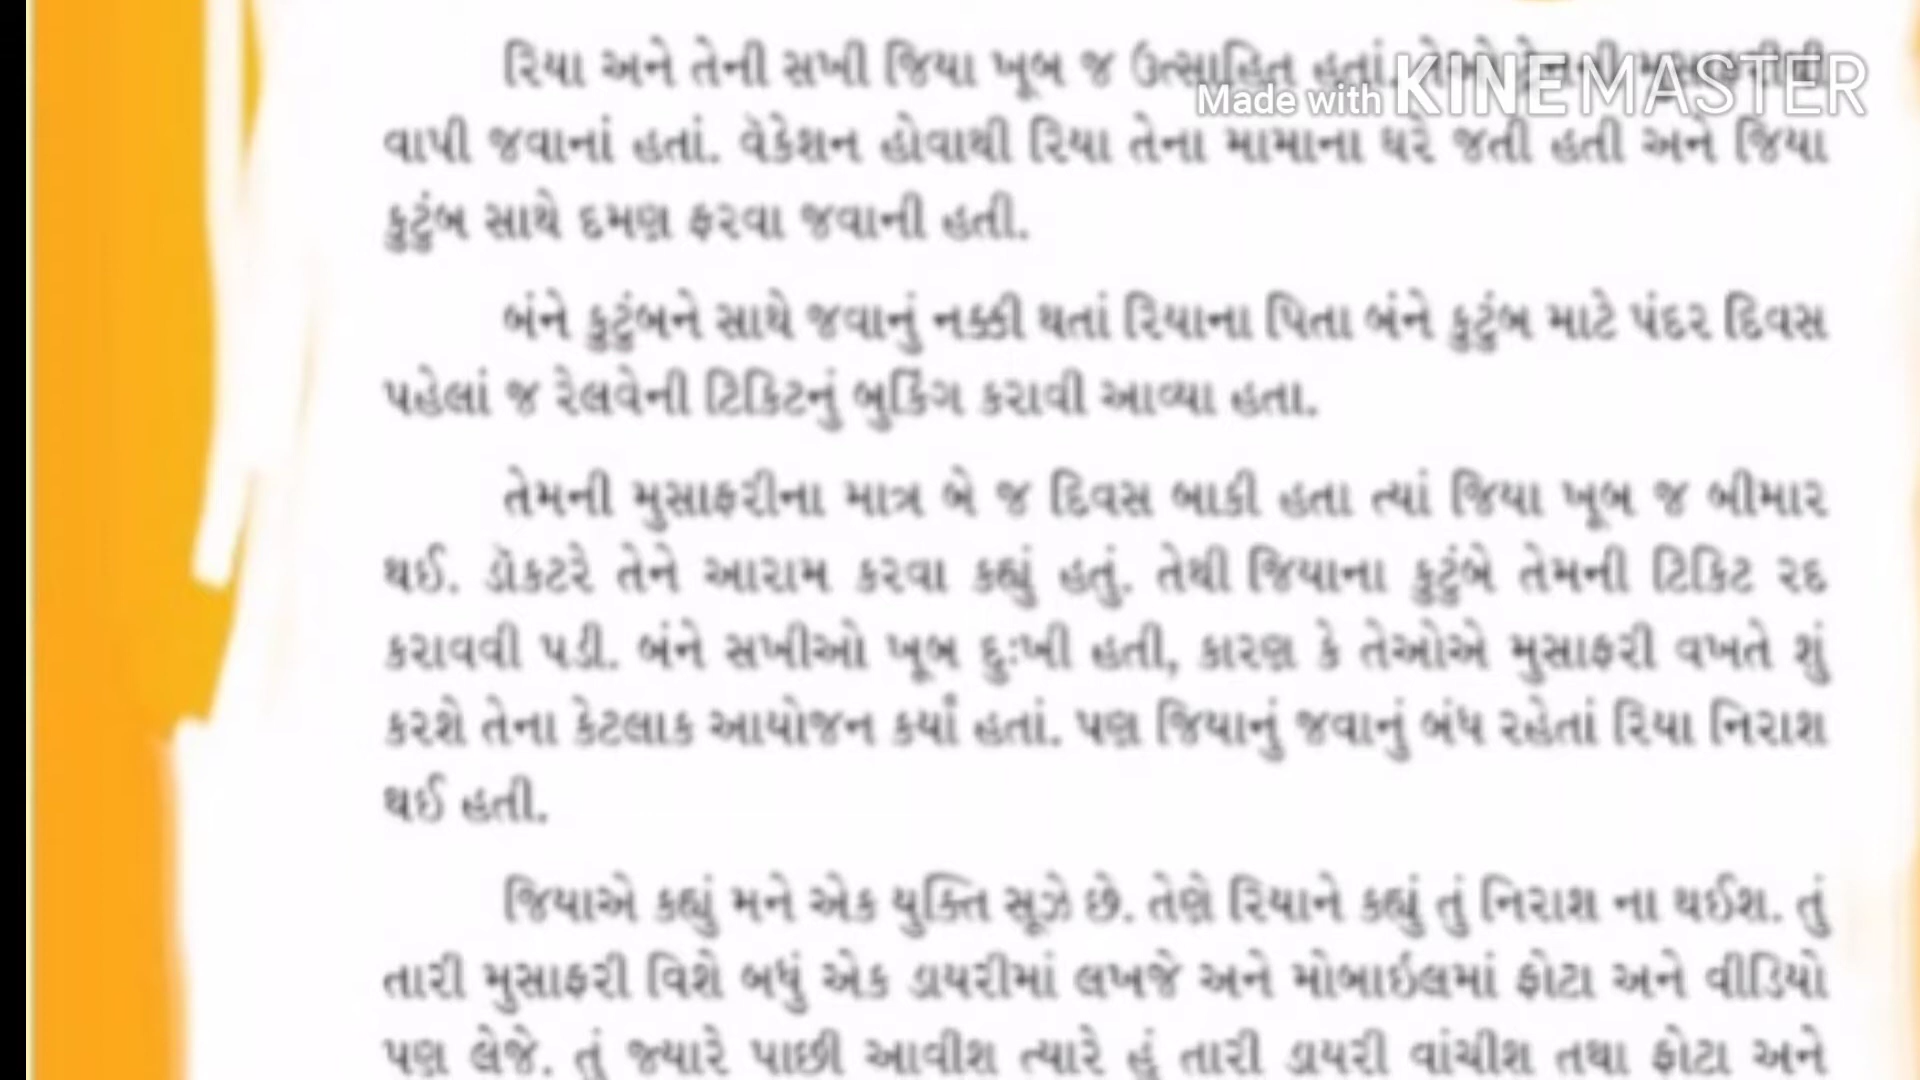 રિયા અને તેની સખી જિયા ખૂબ જ ઉત્સાહિત હતાં.
Made with KINEMASTER
વાપી જવાનાં હતાં. વૅકેશન હોવાથી રિયા તેના મામાના ઘરે જતી હતી અને જિયા
કુટુંબ સાથે દમણ ફરવા જવાની હતી.
બંને કુટુંબને સાથે જવાનું નક્કી થતાં રિયાના પિતા બંને કુટુંબ માટે પંદર દિવસ
પહેલાં જ રેલવેની ટિકિટનું બુકિંગ કરાવી આવ્યા હતા.
તેમની મુસાફરીના માત્ર બે જ દિવસ બાકી હતા ત્યાં જિયા ખૂબ જ બીમાર
થઈ. ડૉકટરે તેને આરામ કરવા કહ્યું હતું. તેથી જિયાના કુટુંબે તેમની ટિકિટ રદ
કરાવવી પડી. બંને સખીઓ ખૂબ દુઃખી હતી, કારણ કે તેઓએ મુસાફરી વખતે શું
કરશે તેના કેટલાક આયોજન કર્યાં હતાં. પણ જિયાનું જવાનું બંધ રહેતાં રિયા નિરાશ
થઈ હતી.
જિયાએ કહ્યું મને એક યુક્તિ સૂઝે છે. તેણે રિયાને કહ્યું તું નિરાશ ના થઈશ. તું
તારી મુસાફરી વિશે બધું એક ડાયરીમાં લખજે અને મોબાઈલમાં ફોટા અને વીડિયો
પણ લેજે. તું જ્યારે પાછી આવીશ ત્યારે હું તારી ડાયરી વાંચીશ તથા ફોટા અને